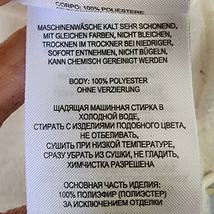 CORPO: 100% POLIESTERE
MASCHINENWÄSCHE KALT SEHR SCHONEND,
MIT GLEICHEN FARBEN, NICHT BLEICHEN,
TROCKNEN IM TROCKNER BEI NIEDRIGER,
SOFORT ENTNEHMEN, NICHT BÜGELN,
KANN CHEMISCH GEREINIGT WERDEN
BODY: 100% POLYESTER
OHNE VERZIERUNG
ЩАДЯЩАЯ МАШИННАЯ СТИРКА В
ХОЛОДНОЙ ВОДЕ,
СТИРАТЬ С ИЗДЕЛИЯМИ ПОДОБНОГО ЦВЕТА,
НЕ ОТБЕЛИВАТЬ,
СУШИТЬ ПРИ НИЗКОЙ ТЕМПЕРАТУРЕ,
СРАЗУ УБРАТЬ ИЗ СУШКИ, НЕ ГЛАДИТЬ,
ХИМЧИСТКА РАЗРЕШЕНА
ОСНОВНАЯ ЧАСТЬ ИЗДЕЛИЯ:
100% ПОЛИЭФИР (ПОЛИЭСТЕР)
ЗА ИСКЛЮЧЕНИЕМ ОТДЕЛКИ